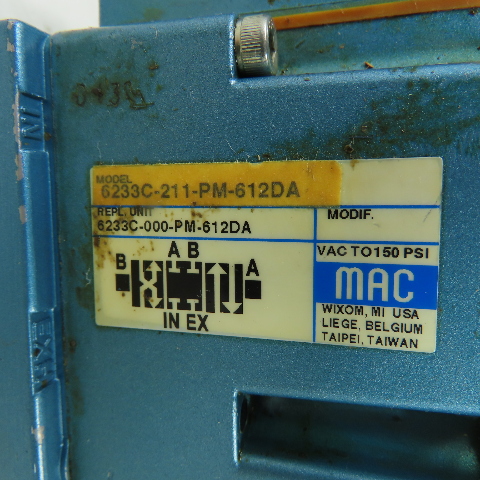 IN
MODEL
6233C-211-PM-612DA
REPL. UNIT
6233C-000-PM-612DA
MODIF.
VAC TO 150 PSI
A B
B A
IN EX
MAC
WIXOM, MI USA
LIEGE, BELGIUM
TAIPEI, TAIWAN